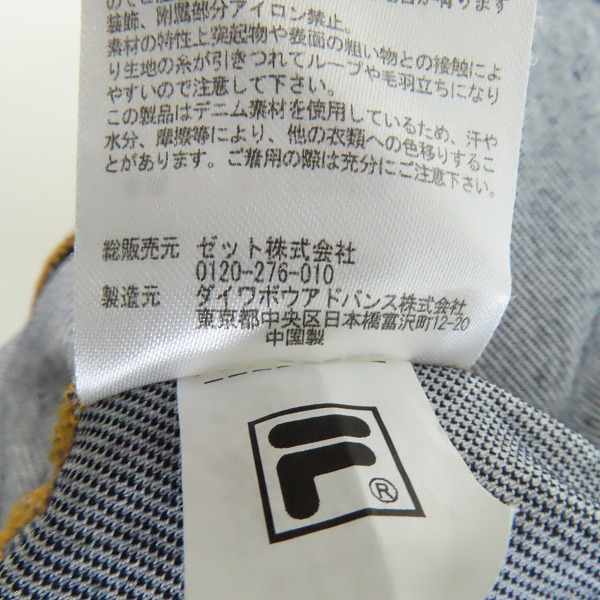 装飾、附属部分アイロン禁止。
素材の特性上突起物や表面の粗い物との接触によ
り生地の糸が引きつれてループや毛羽立ちになり
やすいので注意して下さい。
この製品はデニム素材を使用しているため、汗や
水分、摩擦等により、他の衣類への色移りするこ
とがあります。ご着用の際は充分にご注意下さい。
総販売元 ゼット株式会社
0120-276-010
製造元 ダイワボウアドバンス株式会社
東京都中央区日本橋富沢町12-20
中国製
F®